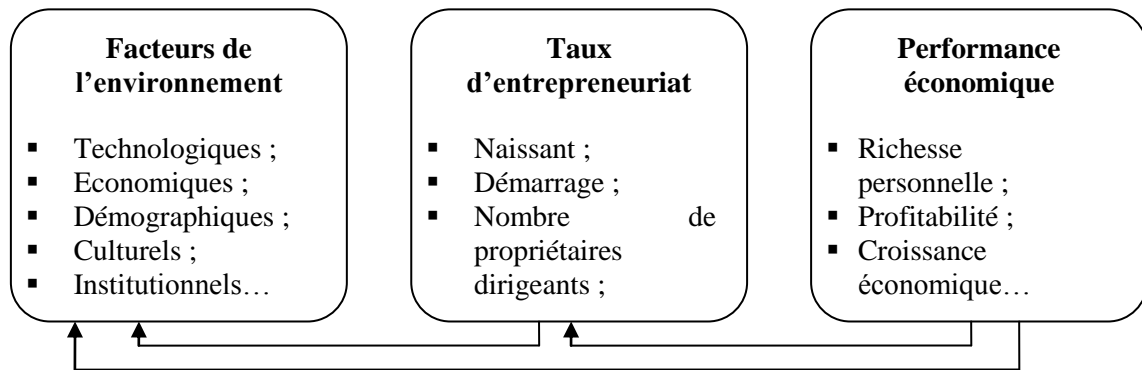 Facteurs de
l’environnement
▪ Technologiques ;
▪ Economiques ;
▪ Démographiques ;
▪ Culturels ;
▪ Institutionnels…
Taux
d’entrepreneuriat
▪ Naissant ;
▪ Démarrage ;
▪ Nombre de
propriétaires
dirigeants ;
Performance
économique
▪ Richesse
personnelle ;
▪ Profitabilité ;
▪ Croissance
économique…